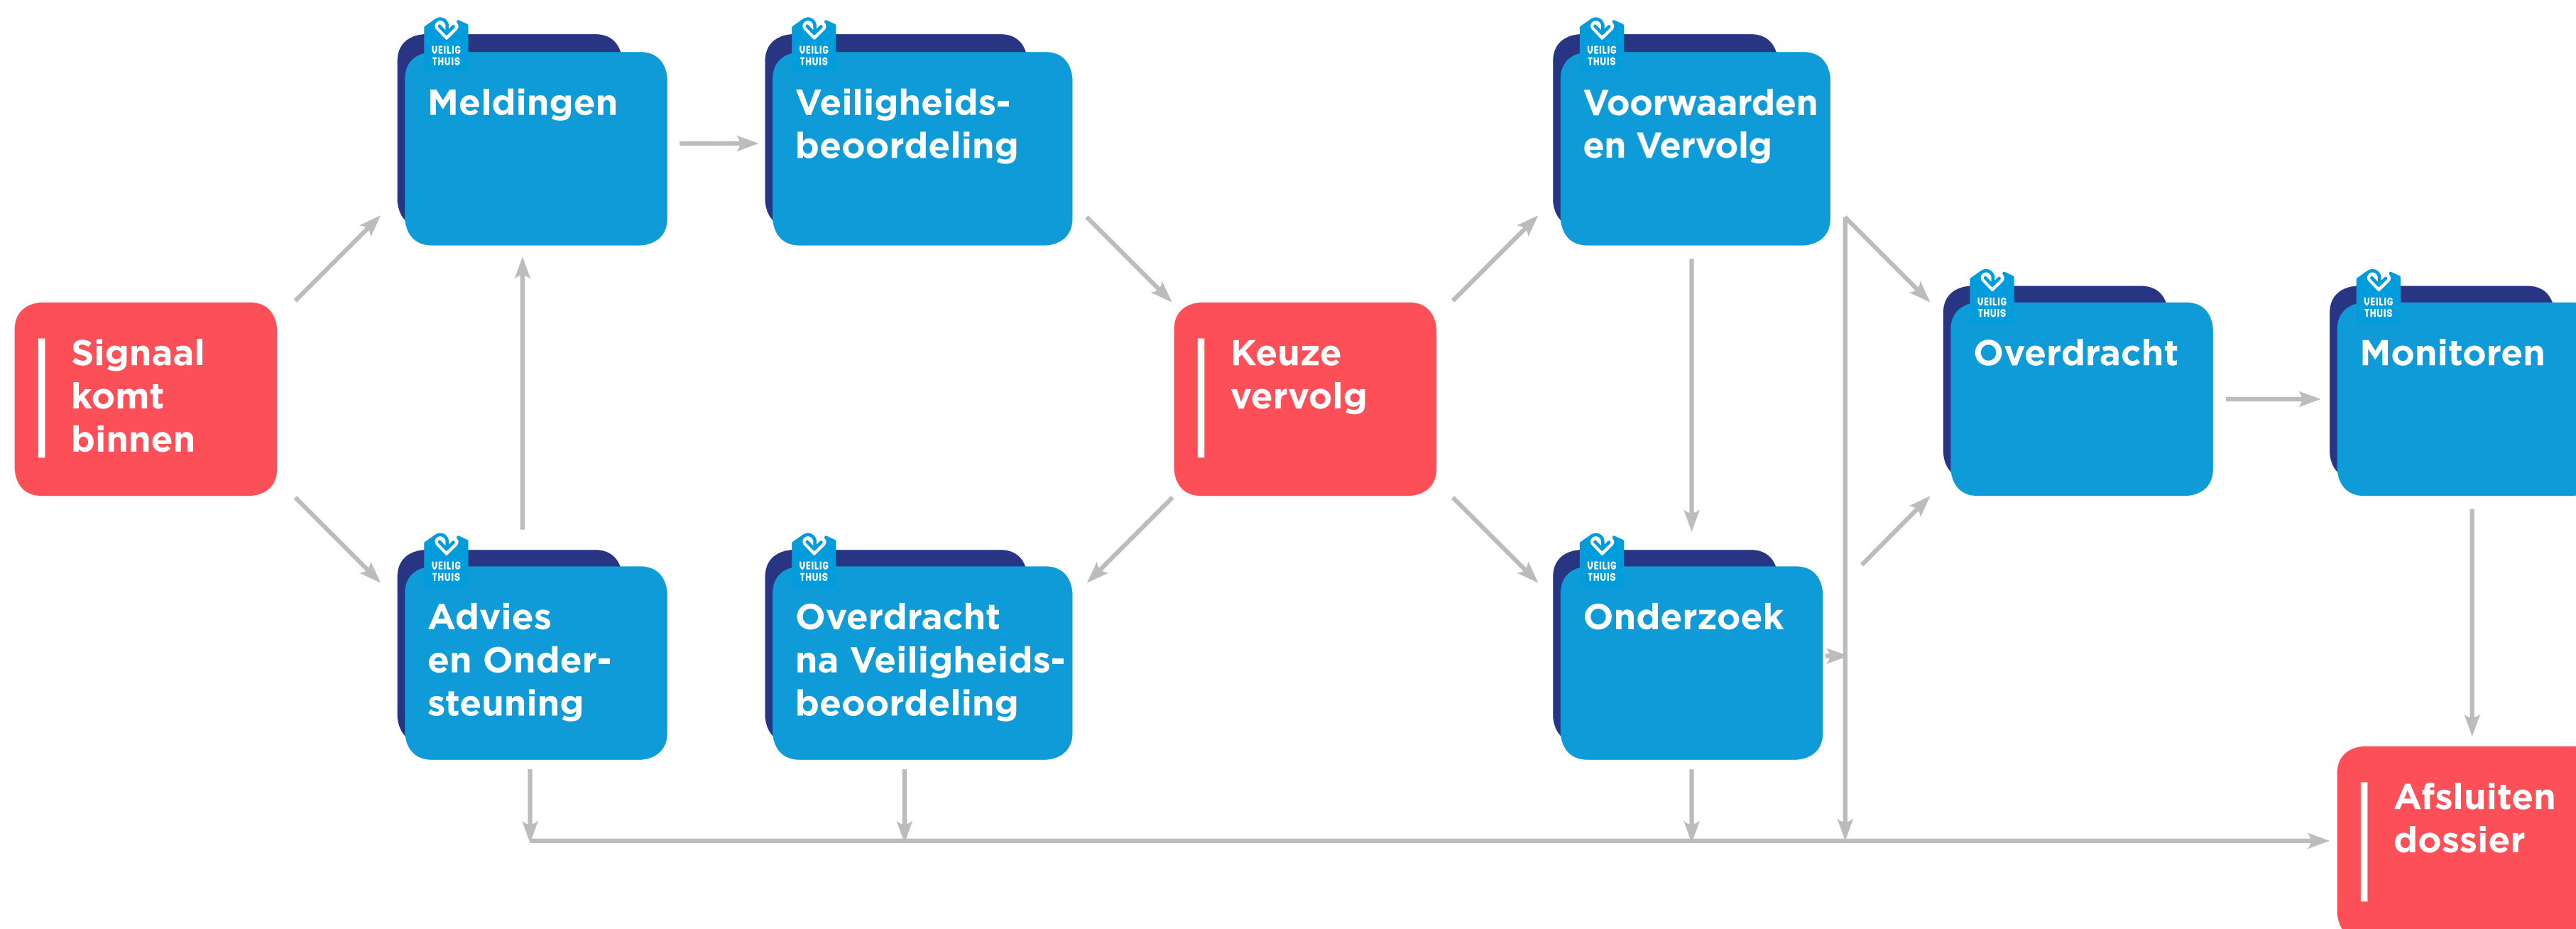 VEILIG
THUIS
Meldingen
VEILIG
THUIS
Veiligheids-
beoordeling
VEILIG
THUIS
Voorwaarden
en Vervolg
Signaal
komt
binnen
Keuze
vervolg
VEILIG
THUIS
Overdracht
VEILIG
THUIS
Monitoren
VEILIG
THUIS
Advies
en Onder-
steuning
VEILIG
THUIS
Overdracht
na Veiligheids-
beoordeling
VEILIG
THUIS
Onderzoek
Afsluiten
dossier